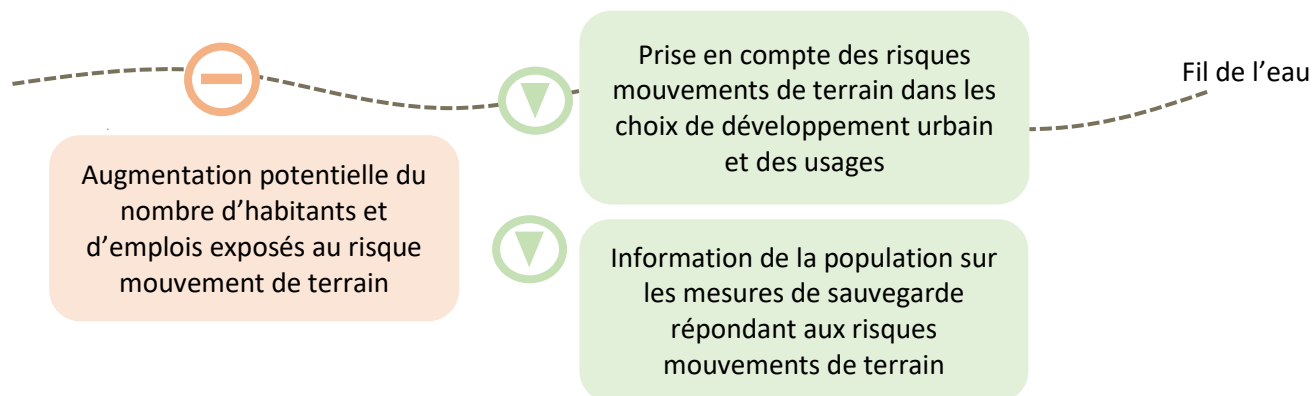 Augmentation potentielle du
nombre d’habitants et
d’emplois exposés au risque
mouvement de terrain
Prise en compte des risques
mouvements de terrain dans les
choix de développement urbain
et des usages
Information de la population sur
les mesures de sauvegarde
répondant aux risques
mouvements de terrain
Fil de l’eau